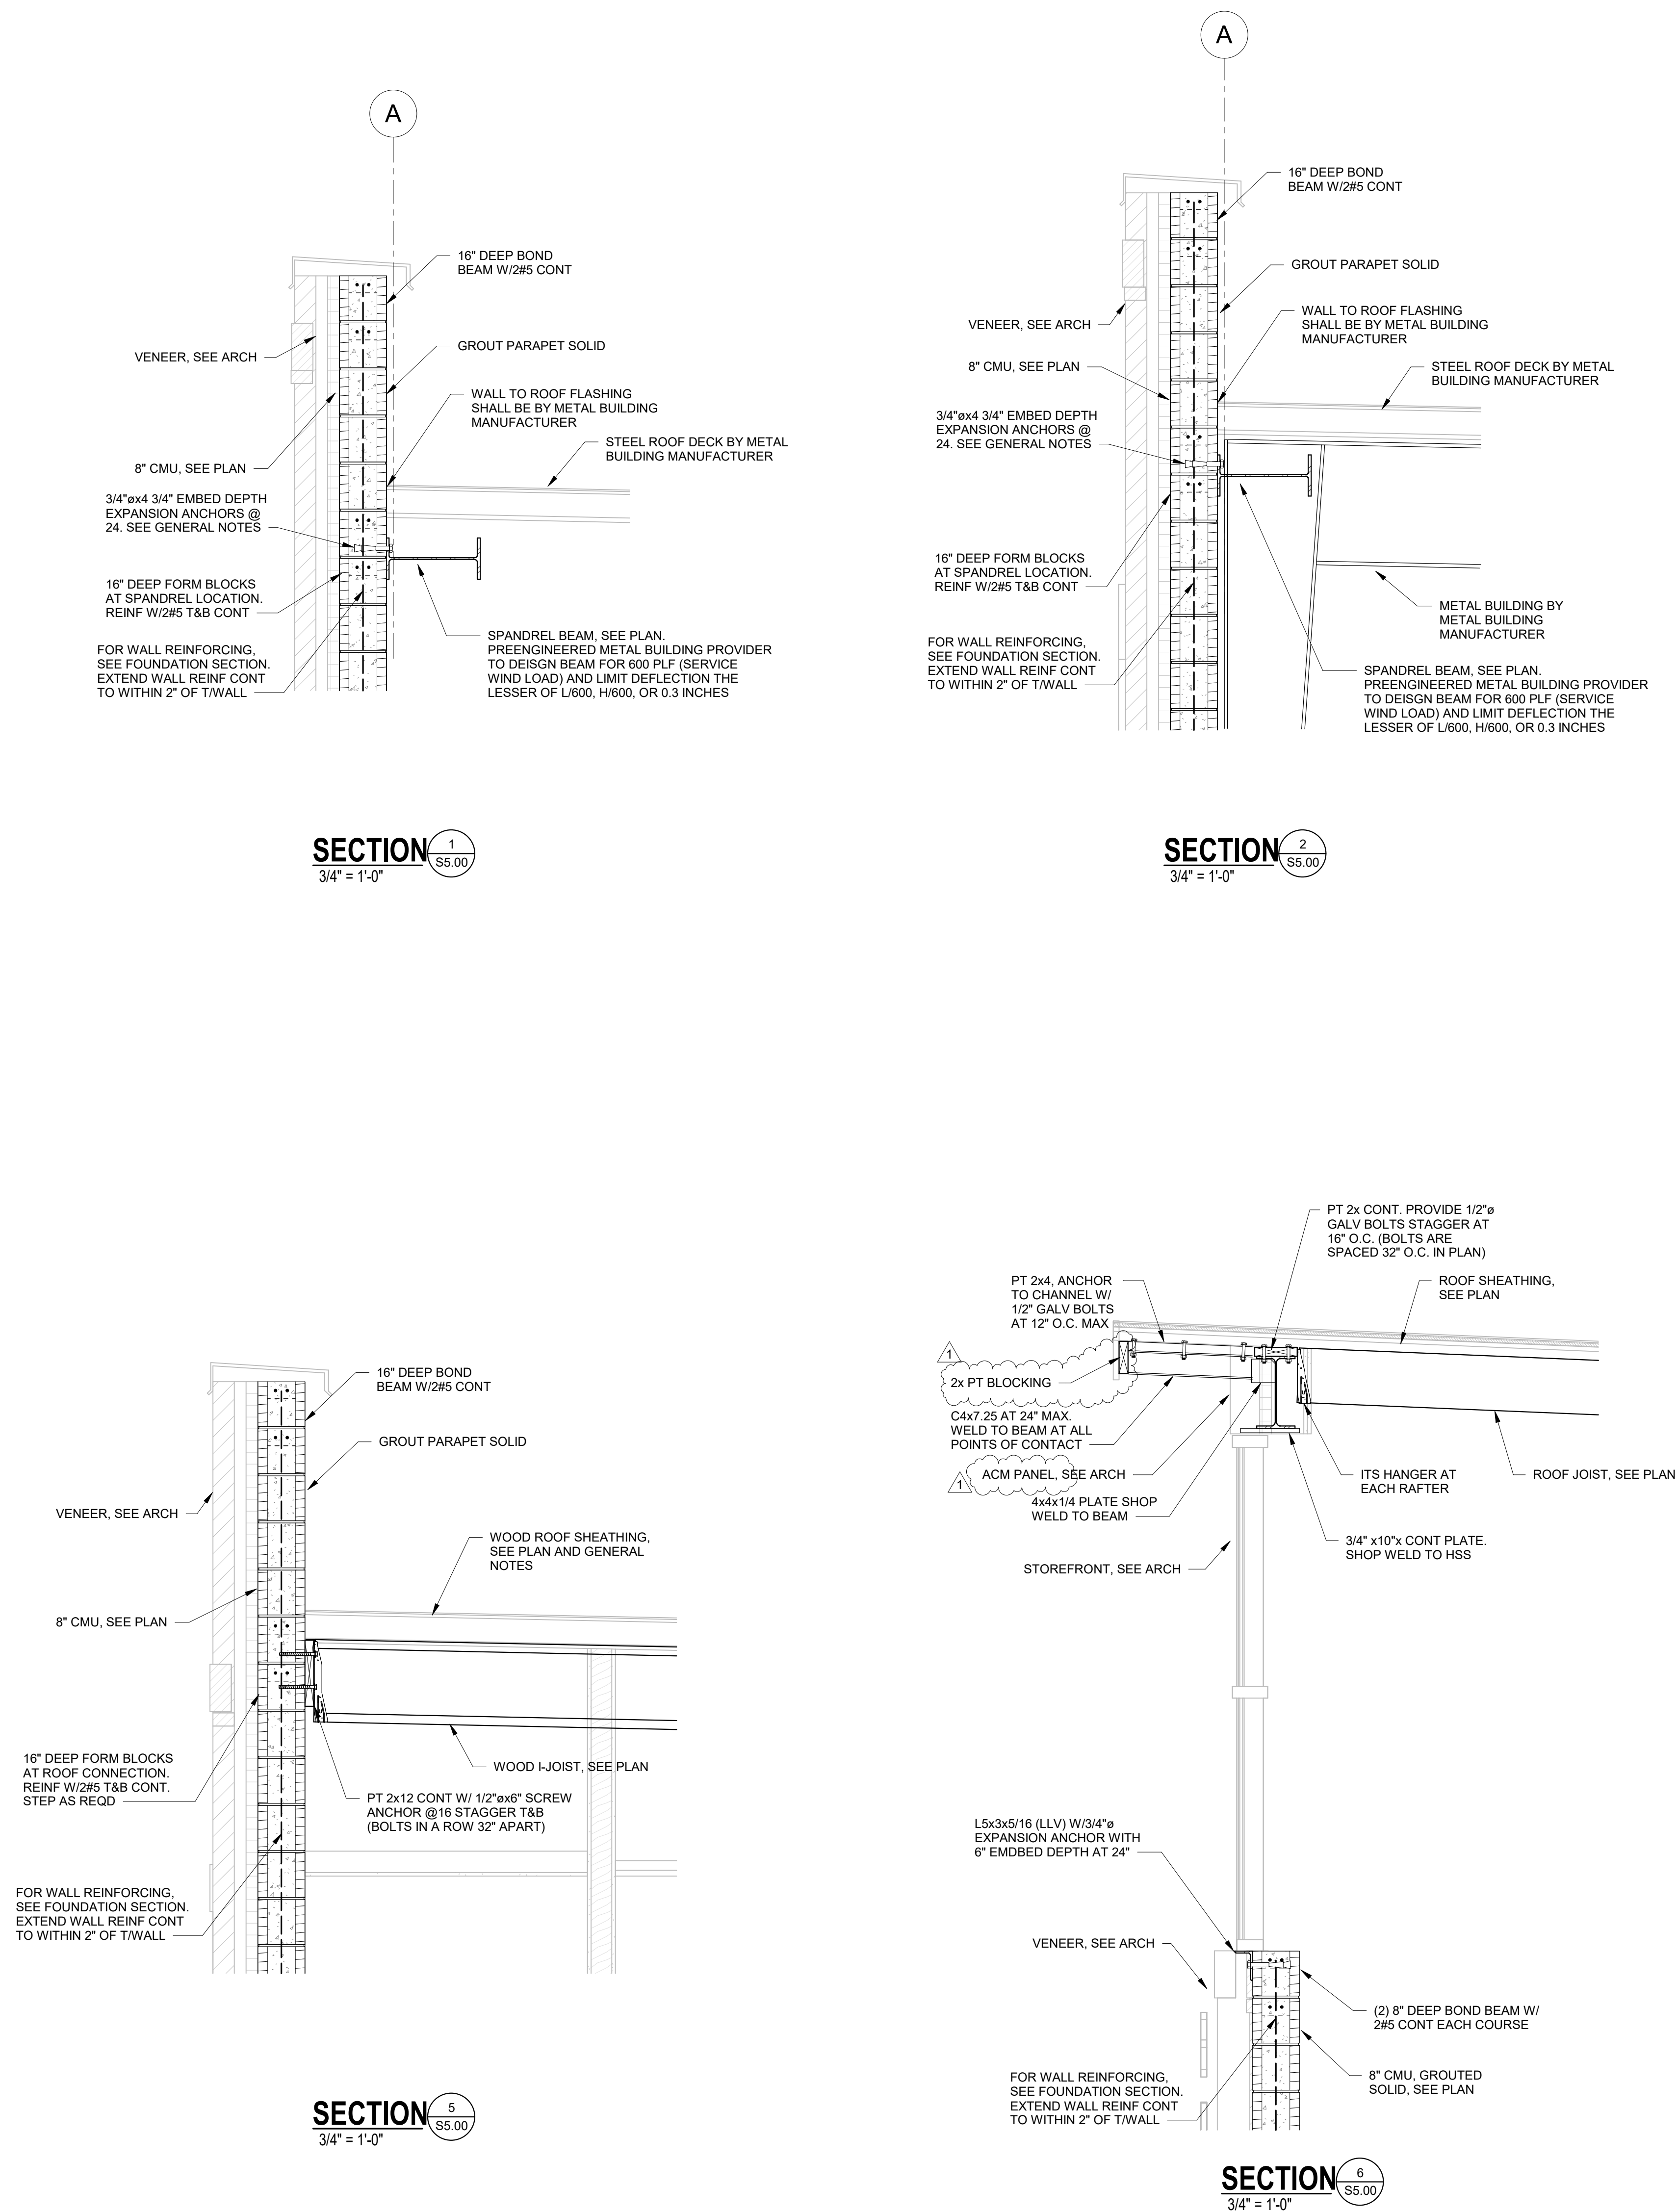 A
16" DEEP BOND
BEAM W/2#5 CONT
VENEER, SEE ARCH
GROUT PARAPET SOLID
WALL TO ROOF FLASHING
SHALL BE BY METAL BUILDING
MANUFACTURER
STEEL ROOF DECK BY METAL
BUILDING MANUFACTURER
8" CMU, SEE PLAN
3/4"øx4 3/4" EMBED DEPTH
EXPANSION ANCHORS @
24. SEE GENERAL NOTES
16" DEEP FORM BLOCKS
AT SPANDREL LOCATION.
REINF W/2#5 T&B CONT
FOR WALL REINFORCING,
SEE FOUNDATION SECTION.
EXTEND WALL REINF CONT
TO WITHIN 2" OF T/WALL
SPANDREL BEAM, SEE PLAN.
PREENGINEERED METAL BUILDING PROVIDER
TO DEISGN BEAM FOR 600 PLF (SERVICE
WIND LOAD) AND LIMIT DEFLECTION THE
LESSER OF L/600, H/600, OR 0.3 INCHES
SECTION
1
S5.00
3/4" = 1'-0"
A
16" DEEP BOND
BEAM W/2#5 CONT
GROUT PARAPET SOLID
VENEER, SEE ARCH
WALL TO ROOF FLASHING
SHALL BE BY METAL BUILDING
MANUFACTURER
8" CMU, SEE PLAN
STEEL ROOF DECK BY METAL
BUILDING MANUFACTURER
3/4"øx4 3/4" EMBED DEPTH
EXPANSION ANCHORS @
24. SEE GENERAL NOTES
16" DEEP FORM BLOCKS
AT SPANDREL LOCATION.
REINF W/2#5 T&B CONT
METAL BUILDING BY
METAL BUILDING
MANUFACTURER
FOR WALL REINFORCING,
SEE FOUNDATION SECTION.
EXTEND WALL REINF CONT
TO WITHIN 2" OF T/WALL
SPANDREL BEAM, SEE PLAN.
PREENGINEERED METAL BUILDING PROVIDER
TO DEISGN BEAM FOR 600 PLF (SERVICE
WIND LOAD) AND LIMIT DEFLECTION THE
LESSER OF L/600, H/600, OR 0.3 INCHES
SECTION
2
S5.00
3/4" = 1'-0"
16" DEEP BOND
BEAM W/2#5 CONT
GROUT PARAPET SOLID
VENEER, SEE ARCH
WOOD ROOF SHEATHING,
SEE PLAN AND GENERAL
NOTES
8" CMU, SEE PLAN
16" DEEP FORM BLOCKS
AT ROOF CONNECTION.
REINF W/2#5 T&B CONT.
STEP AS REQD
WOOD I-JOIST, SEE PLAN
PT 2x12 CONT W/ 1/2"øx6" SCREW
ANCHOR @16 STAGGER T&B
(BOLTS IN A ROW 32" APART)
FOR WALL REINFORCING,
SEE FOUNDATION SECTION.
EXTEND WALL REINF CONT
TO WITHIN 2" OF T/WALL
SECTION
5
S5.00
3/4" = 1'-0"
PT 2x CONT. PROVIDE 1/2"ø
GALV BOLTS STAGGER AT
16" O.C. (BOLTS ARE
SPACED 32" O.C. IN PLAN)
PT 2x4, ANCHOR
TO CHANNEL W/
1/2" GALV BOLTS
AT 12" O.C. MAX
ROOF SHEATHING,
SEE PLAN
1
2x PT BLOCKING
C4x7.25 AT 24" MAX.
WELD TO BEAM AT ALL
POINTS OF CONTACT
1
ACM PANEL, SEE ARCH
4x4x1/4 PLATE SHOP
WELD TO BEAM
ITS HANGER AT
EACH RAFTER
ROOF JOIST, SEE PLAN
3/4" x10"x CONT PLATE.
SHOP WELD TO HSS
STOREFRONT, SEE ARCH
L5x3x5/16 (LLV) W/3/4"ø
EXPANSION ANCHOR WITH
6" EMDBED DEPTH AT 24"
VENEER, SEE ARCH
(2) 8" DEEP BOND BEAM W/
2#5 CONT EACH COURSE
8" CMU, GROUTED
SOLID, SEE PLAN
FOR WALL REINFORCING,
SEE FOUNDATION SECTION.
EXTEND WALL REINF CONT
TO WITHIN 2" OF T/WALL
SECTION
6
S5.00
3/4" = 1'-0"